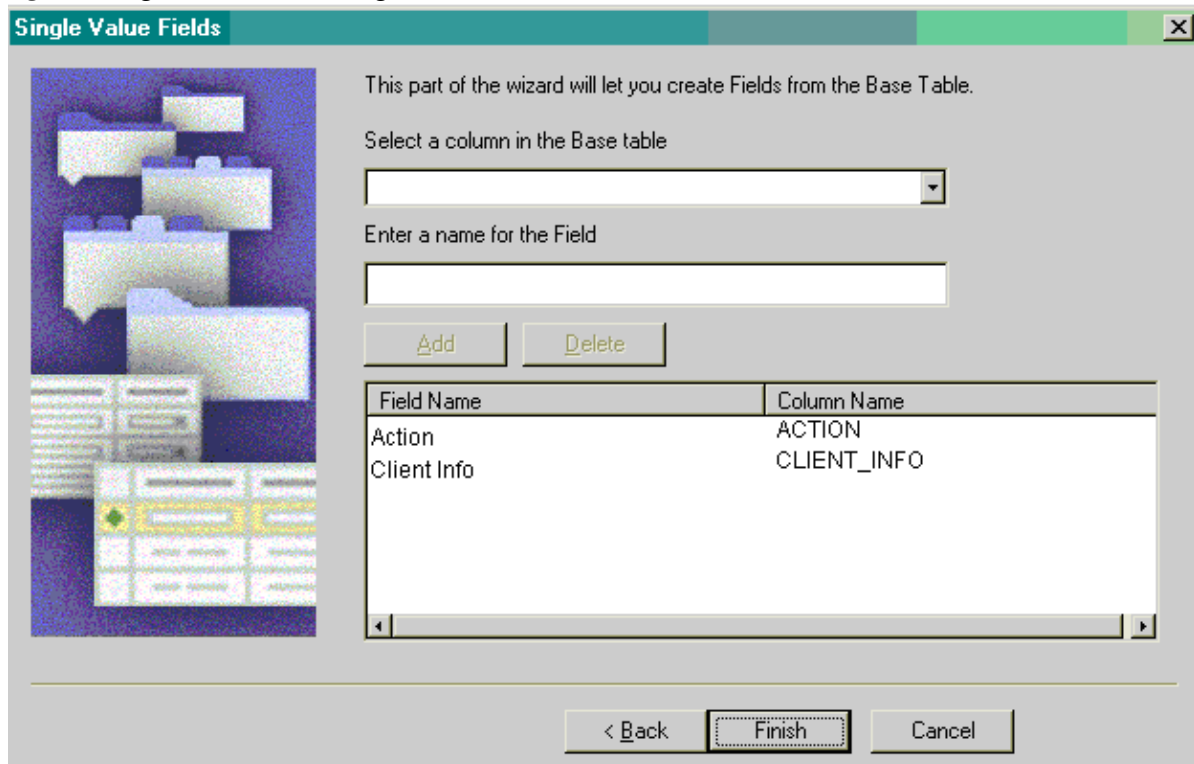 Single Value Fields
This part of the wizard will let you create Fields from the Base Table.
Select a column in the Base table
Enter a name for the Field
Add Delete
Field Name Column Name
Action ACTION
Client Info CLIENT_INFO
< Back Finish Cancel